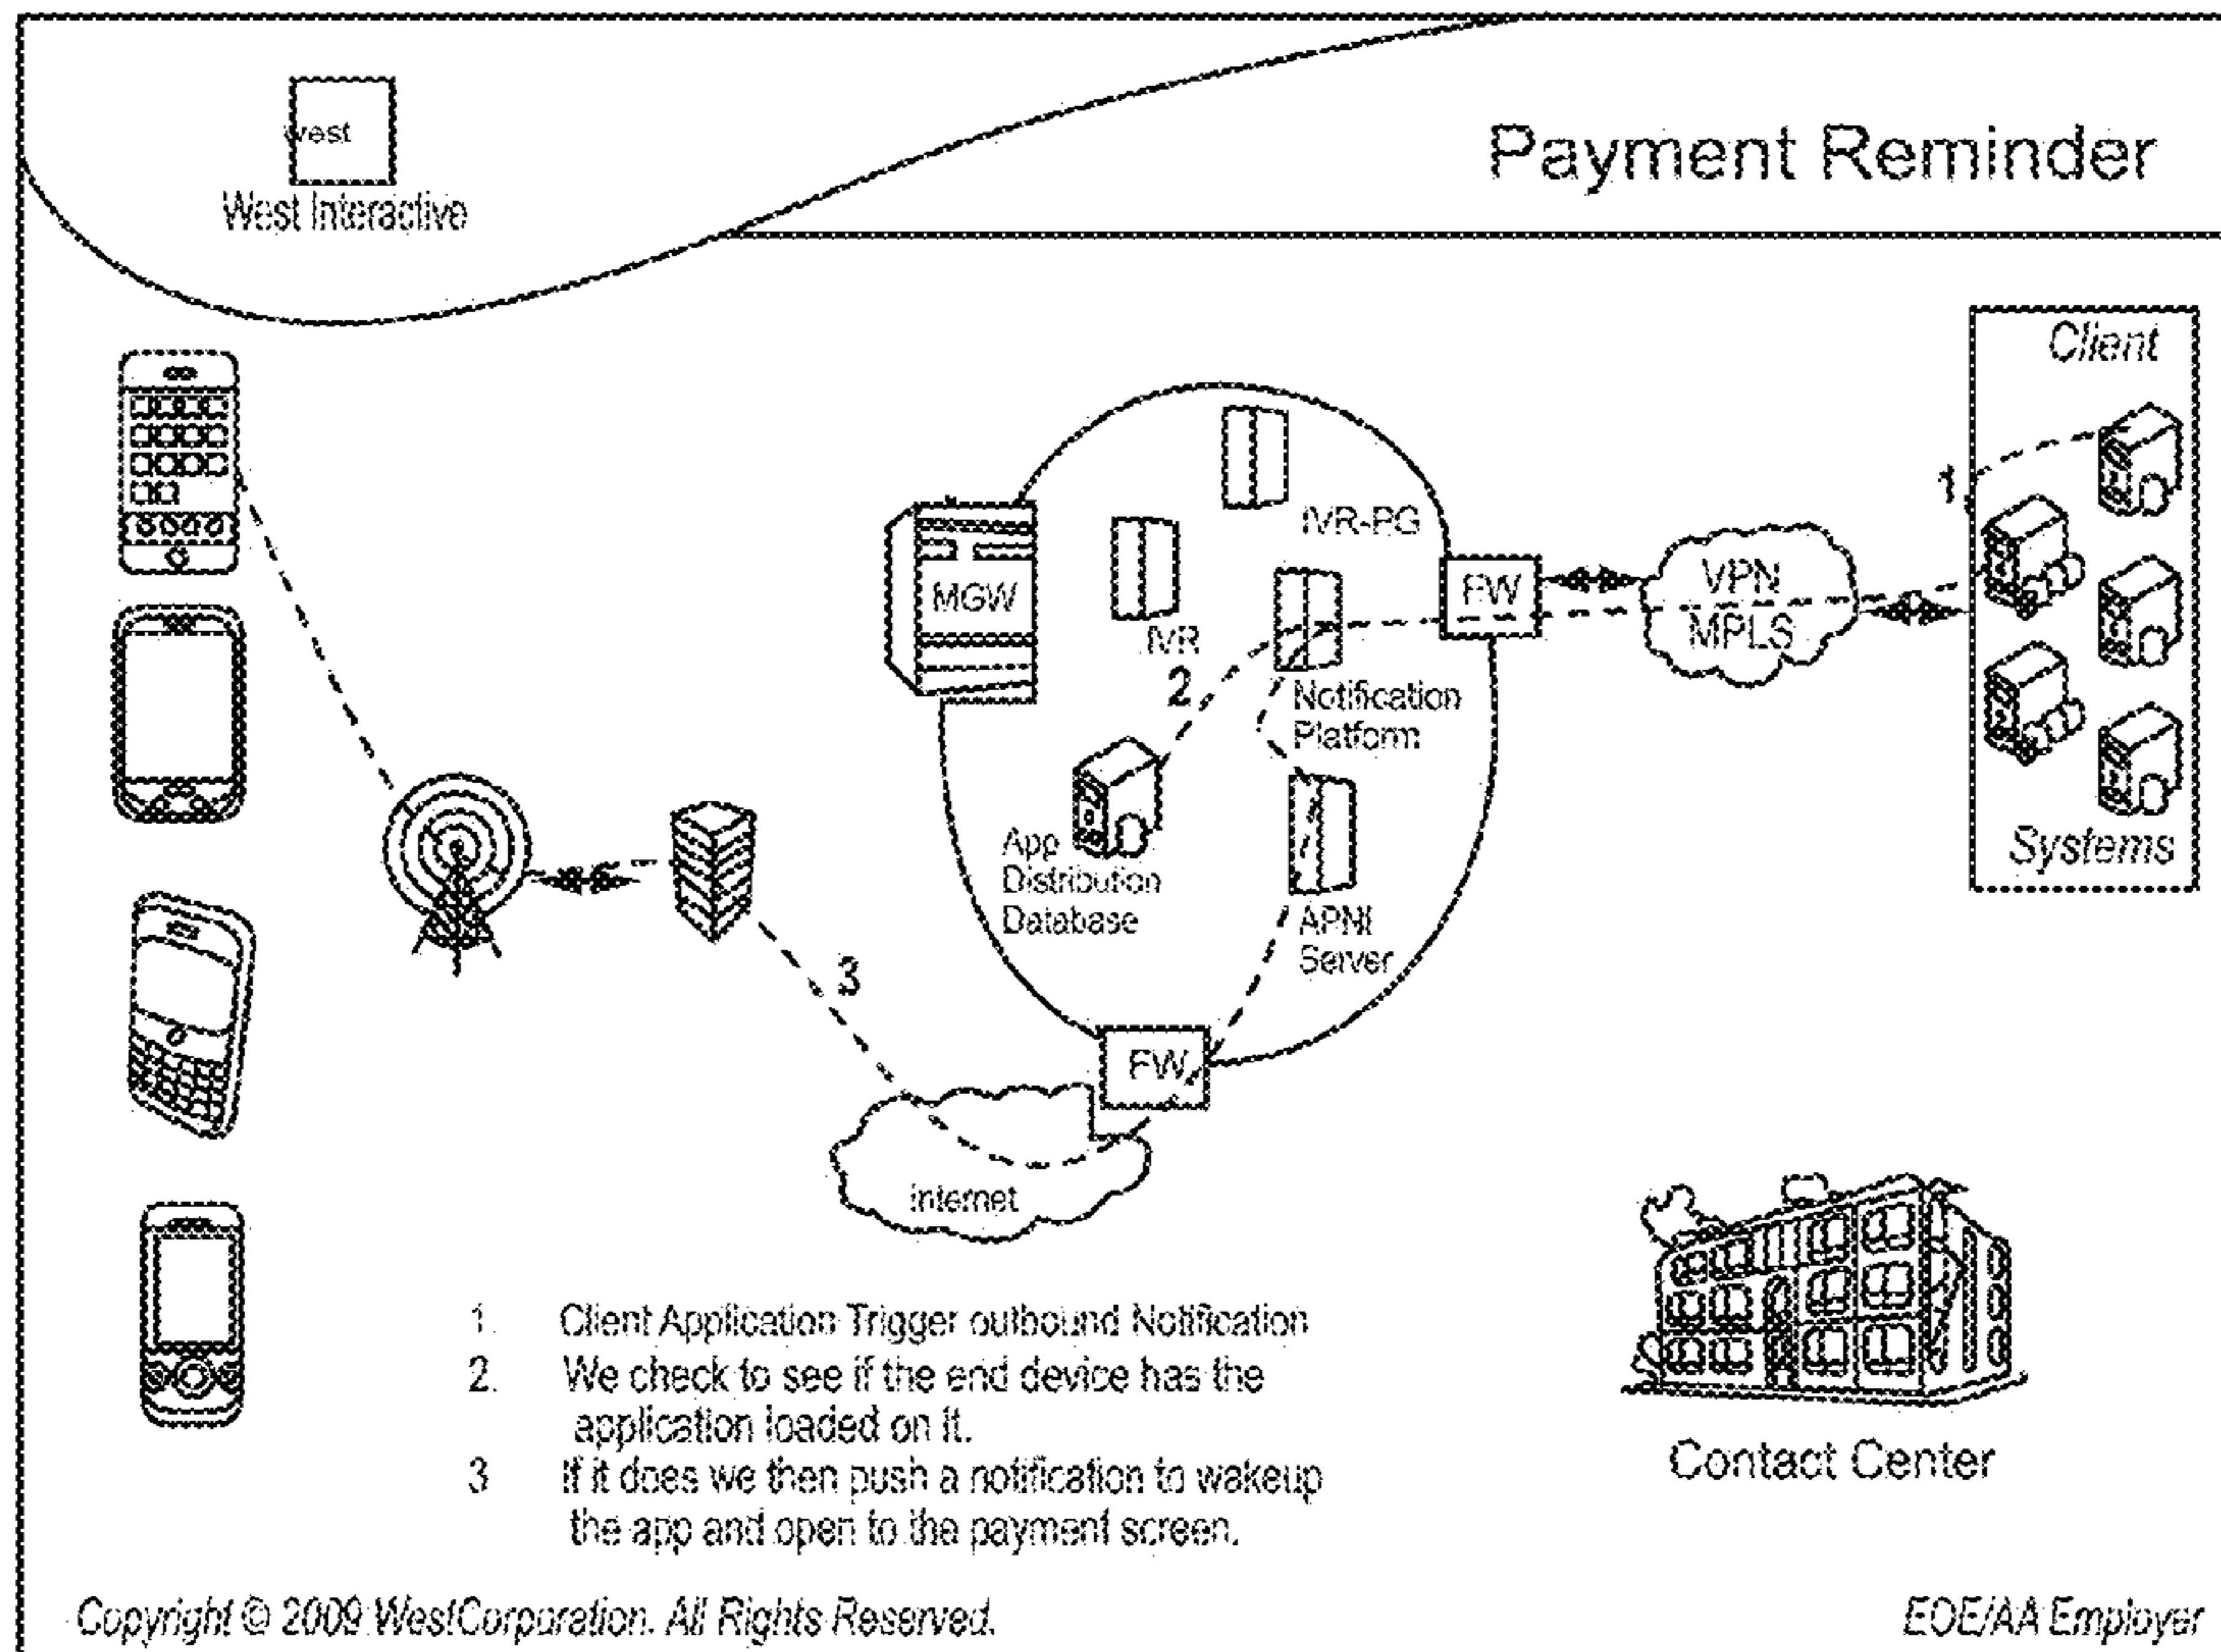 west
West Interactive
Payment Reminder
Client
1
IVR-PG
MGW
IVR
FW
VPN
MPLS
2
Notification
Platform
App
Distribution
Database
APNI
Server
Systems
3
FW
internet
1. Client Application Trigger outbound Notification
2. We check to see if the end device has the
application loaded on it.
3 If it does we then push a notification to wakeup
the app and open to the payment screen.
Contact Center
Copyright © 2009 WestCorporation. All Rights Reserved.
EOE/AA Employer